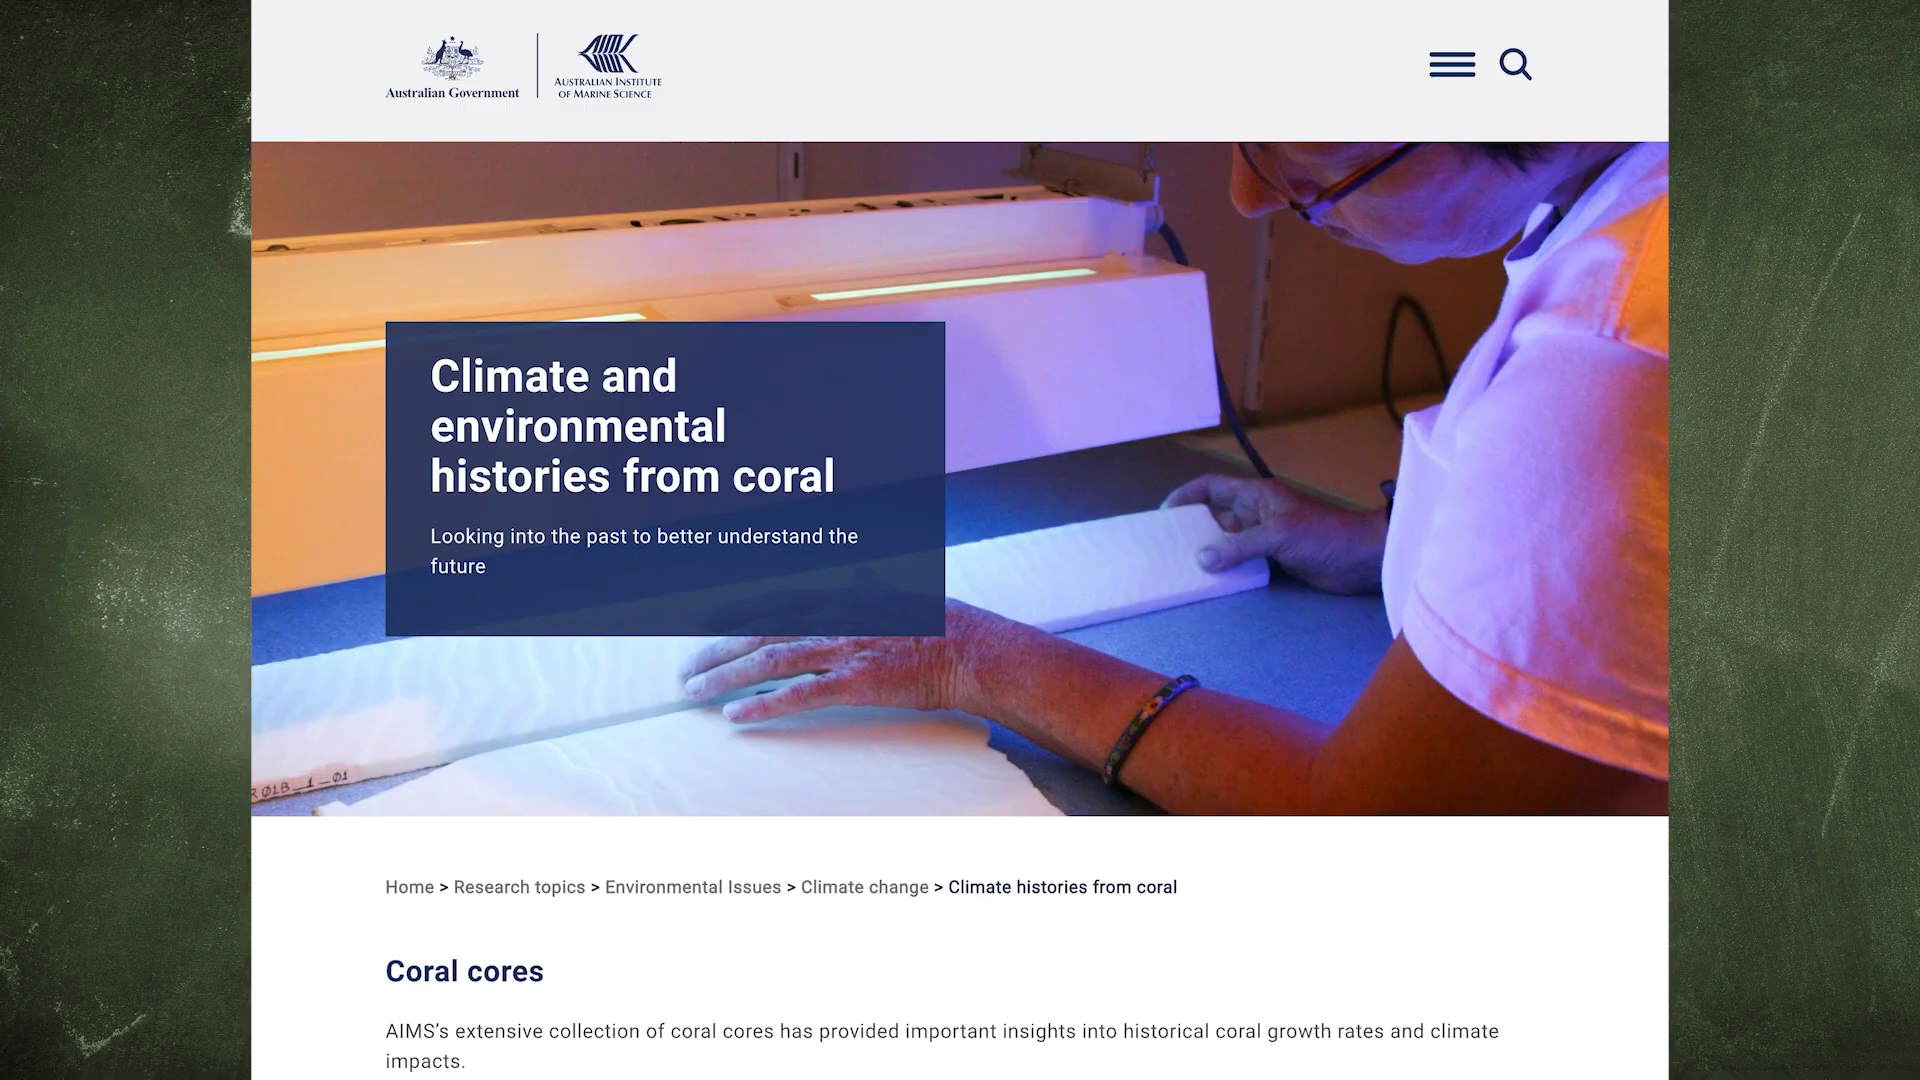 Australian Government
AUSTRALIAN INSTITUTE
OF MARINE SCIENCE
Climate and
environmental
histories from coral
Looking into the past to better understand the
future
R 01B_1_01
Home > Research topics > Environmental Issues > Climate change > Climate histories from coral
Coral cores
AIMS’s extensive collection of coral cores has provided important insights into historical coral growth rates and climate
impacts.